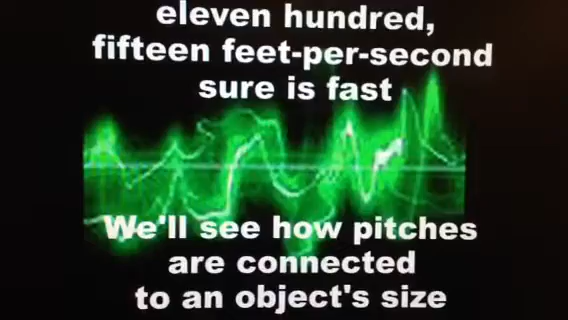 eleven hundred,
fifteen feet-per-second
sure is fast
We'll see how pitches
are connected
to an object's size